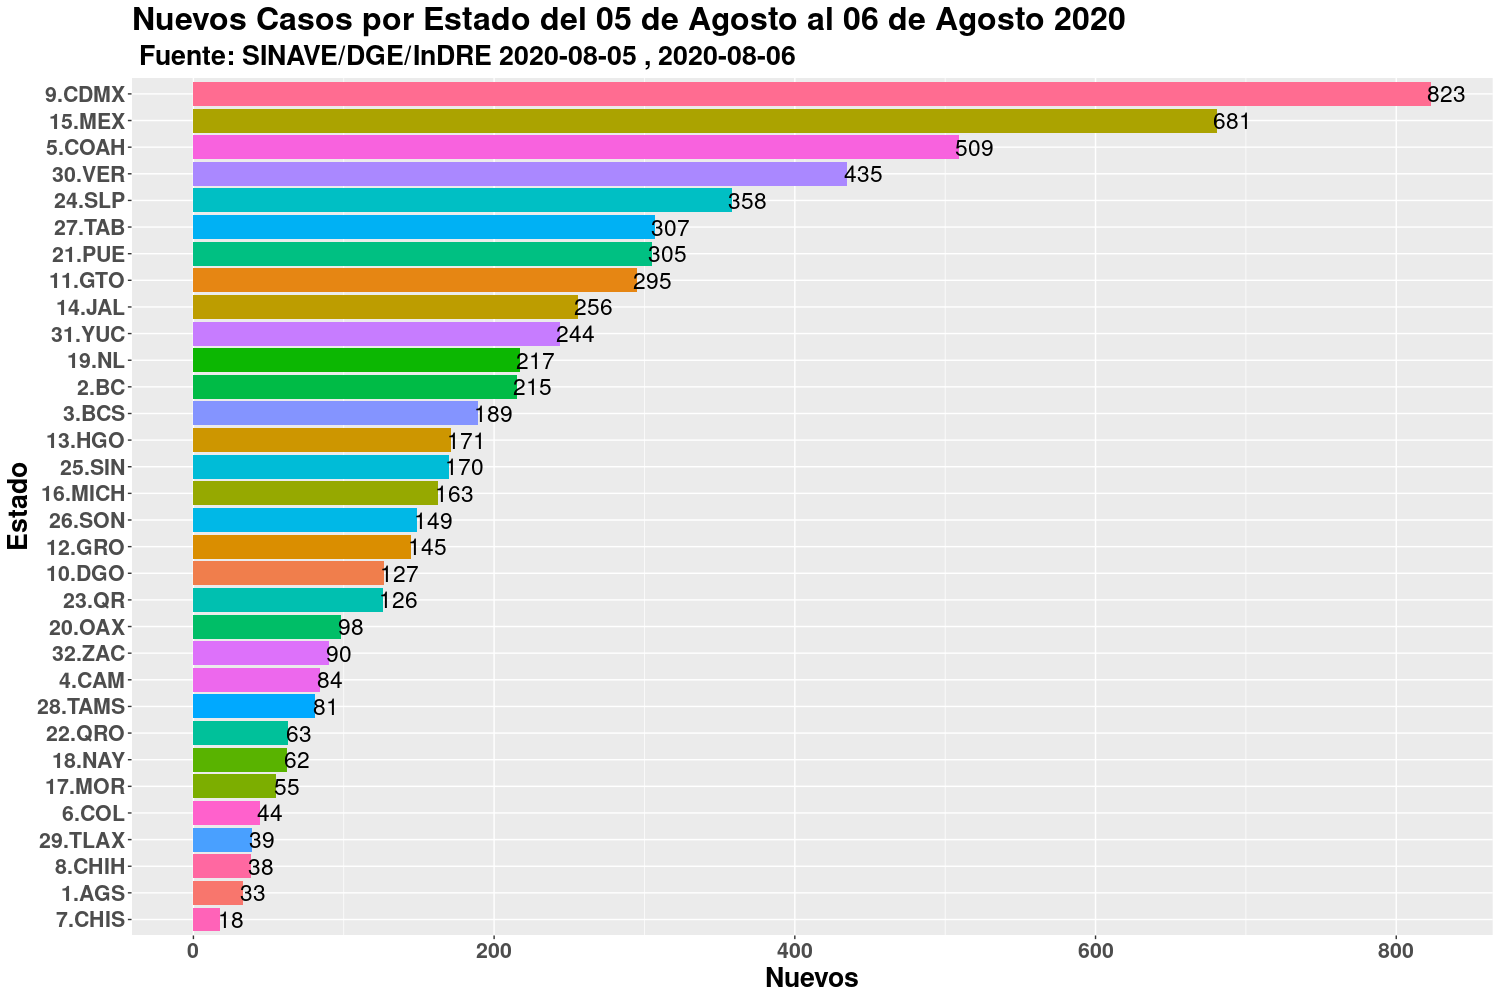 Nuevos Casos por Estado del 05 de Agosto al 06 de Agosto 2020
Fuente: SINAVE/DGE/InDRE 2020-08-05 , 2020-08-06
Estado
9.CDMX 823
15.MEX 681
5.COAH 509
30.VER 435
24.SLP 358
27.TAB 307
21.PUE 305
11.GTO 295
14.JAL 256
31.YUC 244
19.NL 217
2.BC 215
3.BCS 189
13.HGO 171
25.SIN 170
16.MICH 163
26.SON 149
12.GRO 145
10.DGO 127
23.QR 126
20.OAX 98
32.ZAC 90
4.CAM 84
28.TAMS 81
22.QRO 63
18.NAY 62
17.MOR 55
6.COL 44
29.TLAX 39
8.CHIH 38
1.AGS 33
7.CHIS 18
0 200 400 600 800
Nuevos